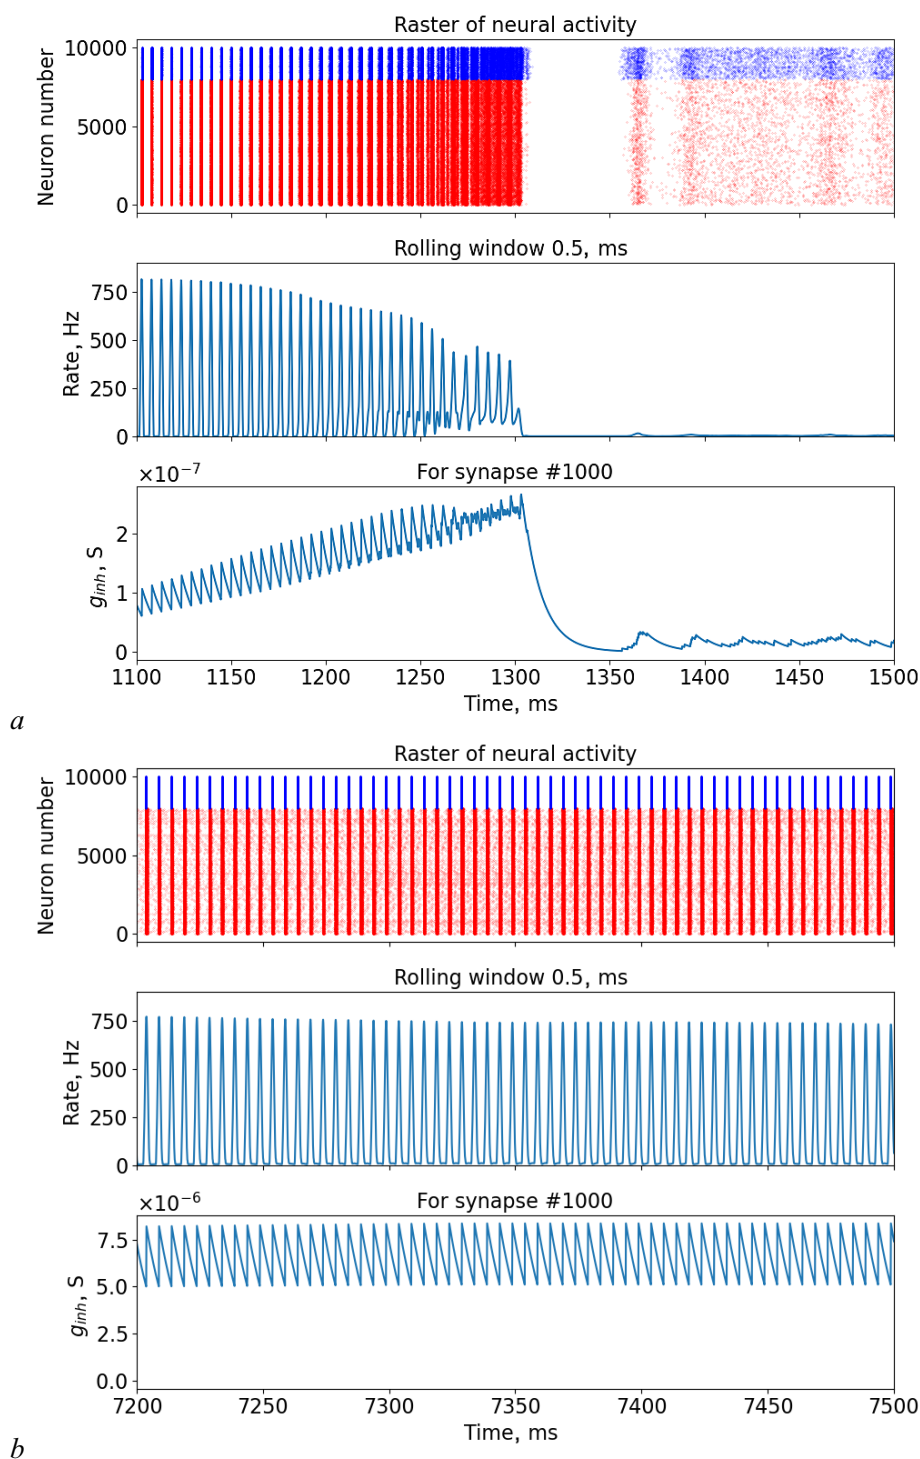 Raster of neural activity
10000
5000
0
Neuron number
Rolling window 0.5, ms
750
500
250
0
Rate, Hz
×10⁻⁷
For synapse #1000
2
1
0
g_inh, S
1100 1150 1200 1250 1300 1350 1400 1450 1500
Time, ms
a
Raster of neural activity
10000
5000
0
Neuron number
Rolling window 0.5, ms
750
500
250
0
Rate, Hz
×10⁻⁶
For synapse #1000
7.5
5.0
2.5
0.0
g_inh, S
7200 7250 7300 7350 7400 7450 7500
Time, ms
b